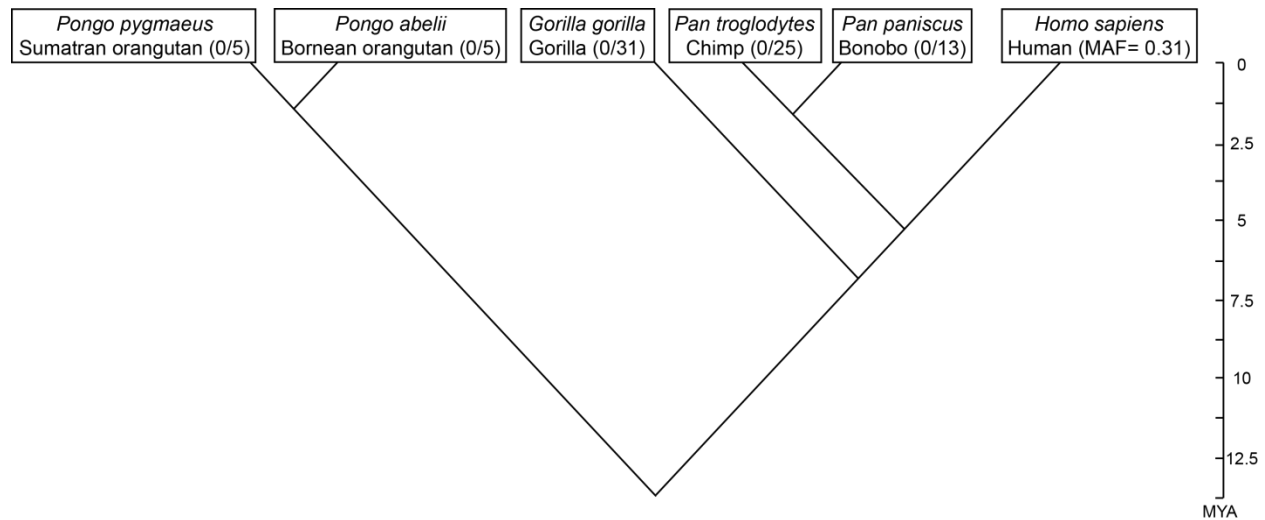 Pongo pygmaeus
Sumatran orangutan (0/5)
Pongo abelii
Bornean orangutan (0/5)
Gorilla gorilla
Gorilla (0/31)
Pan troglodytes
Chimp (0/25)
Pan paniscus
Bonobo (0/13)
Homo sapiens
Human (MAF= 0.31)
0
2.5
5
7.5
10
12.5
MYA